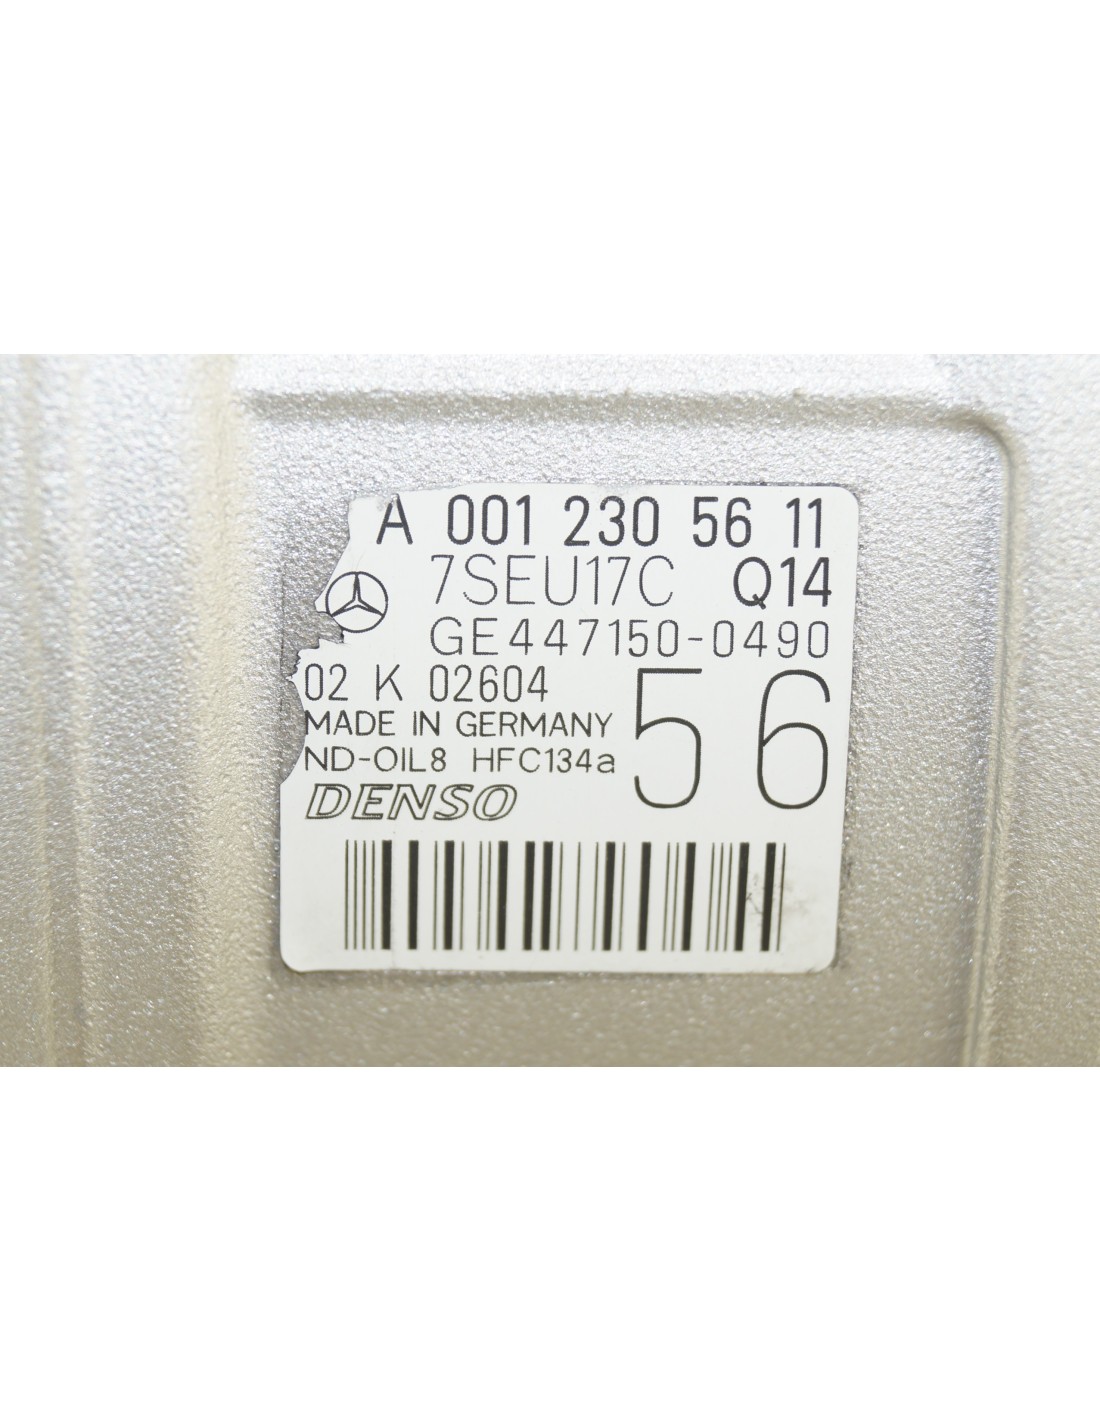 A 001 230 56 11
7SEU17C Q14
GE447150-0490
02 K 02604
56
MADE IN GERMANY
ND-OIL8 HFC134a
DENSO